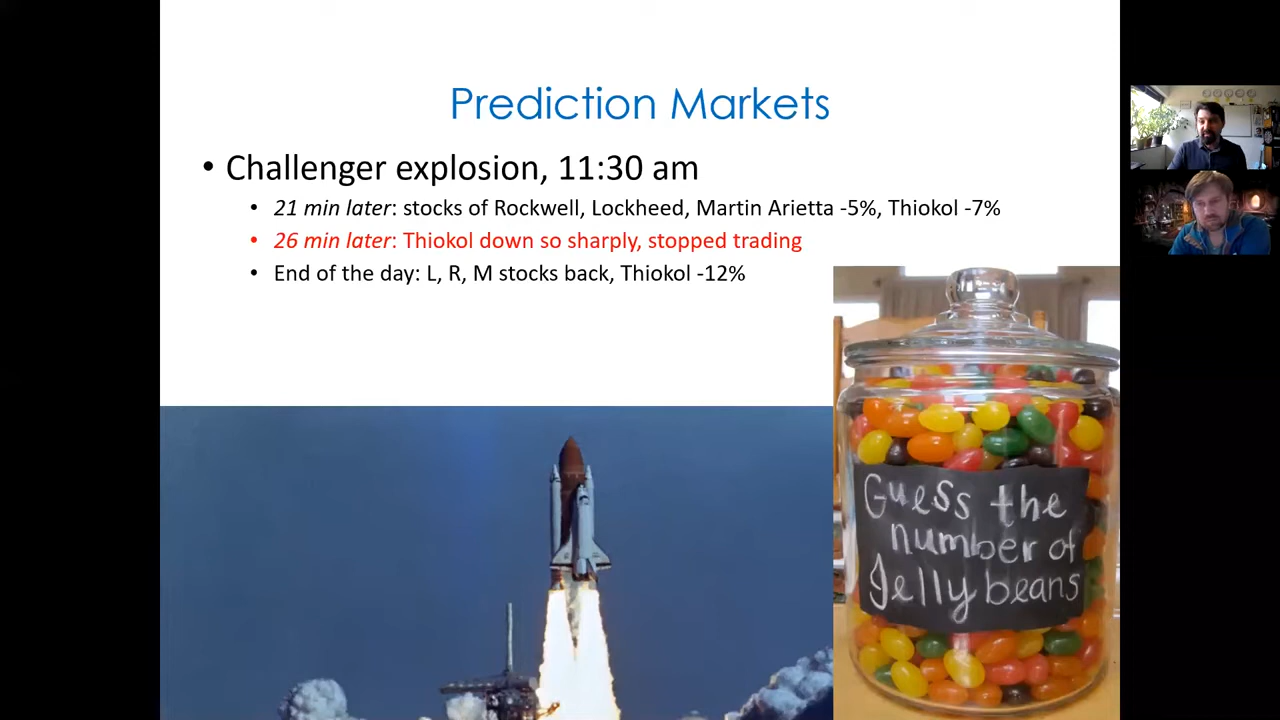 Prediction Markets
• Challenger explosion, 11:30 am
• 21 min later: stocks of Rockwell, Lockheed, Martin Arietta -5%, Thiokol -7%
• 26 min later: Thiokol down so sharply, stopped trading
• End of the day: L, R, M stocks back, Thiokol -12%
Guess the
number of
Jelly beans